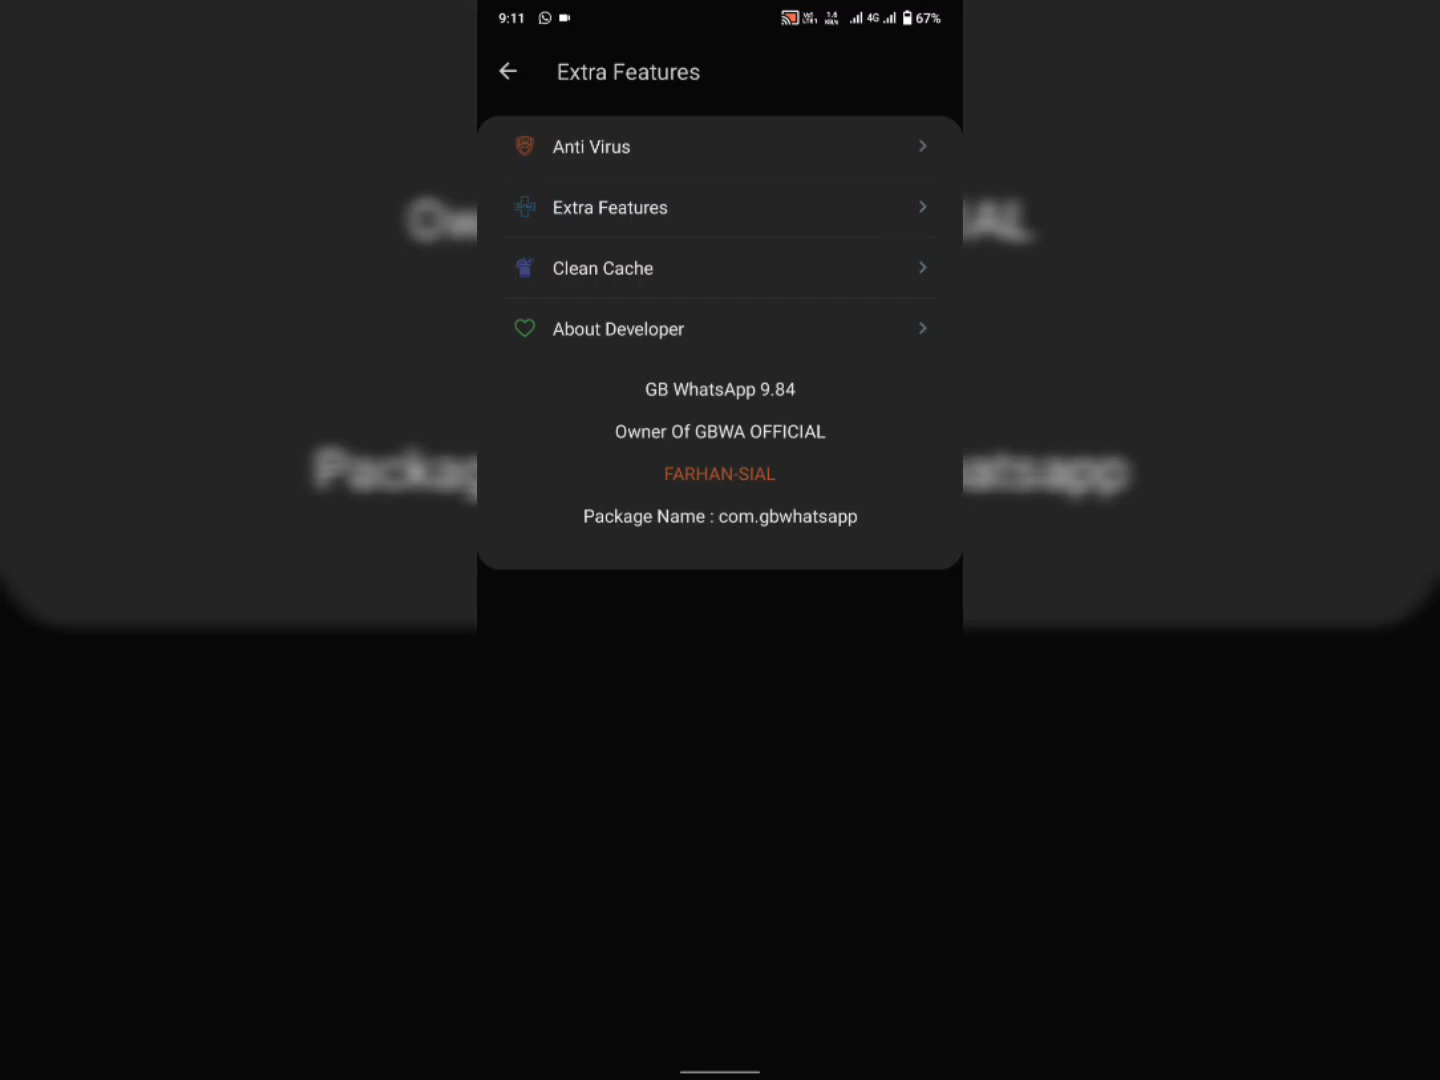 9:11 4G 67%
Extra Features
Anti Virus
Extra Features
Clean Cache
About Developer
GB WhatsApp 9.84
Owner Of GBWA OFFICIAL
FARHAN-SIAL
Package Name : com.gbwhatsapp